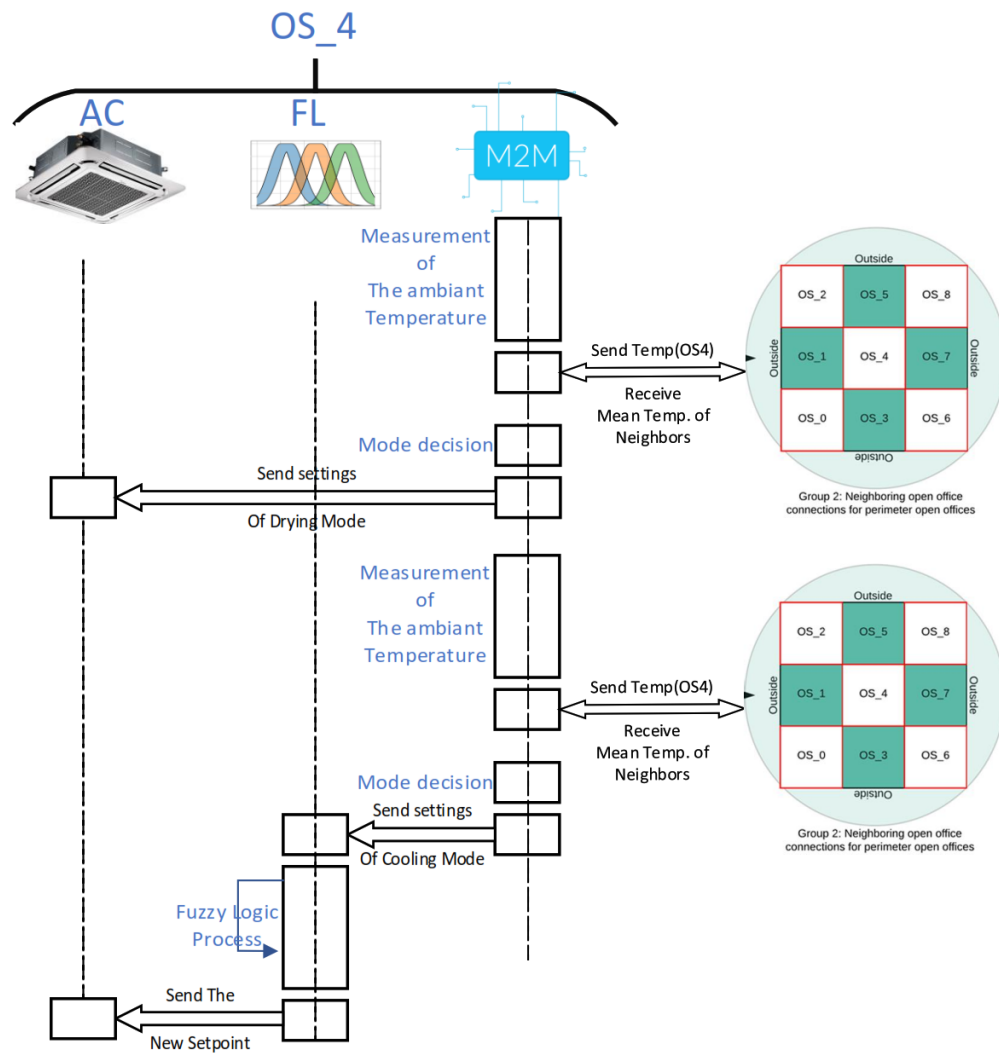 OS_4
AC
FL
M2M
Measurement
of
The ambiant
Temperature
Send Temp(OS4)
Receive
Mean Temp. of
Neighbors
Outside
OS_2
OS_5
OS_8
Outside
OS_1
OS_4
OS_7
Outside
OS_0
OS_3
OS_6
Outside
Group 2: Neighboring open office
connections for perimeter open offices
Mode decision
Send settings
Of Drying Mode
Measurement
of
The ambiant
Temperature
Send Temp(OS4)
Receive
Mean Temp. of
Neighbors
Outside
OS_2
OS_5
OS_8
Outside
OS_1
OS_4
OS_7
Outside
OS_0
OS_3
OS_6
Outside
Group 2: Neighboring open office
connections for perimeter open offices
Mode decision
Send settings
Of Cooling Mode
Fuzzy Logic
Process
Send The
New Setpoint